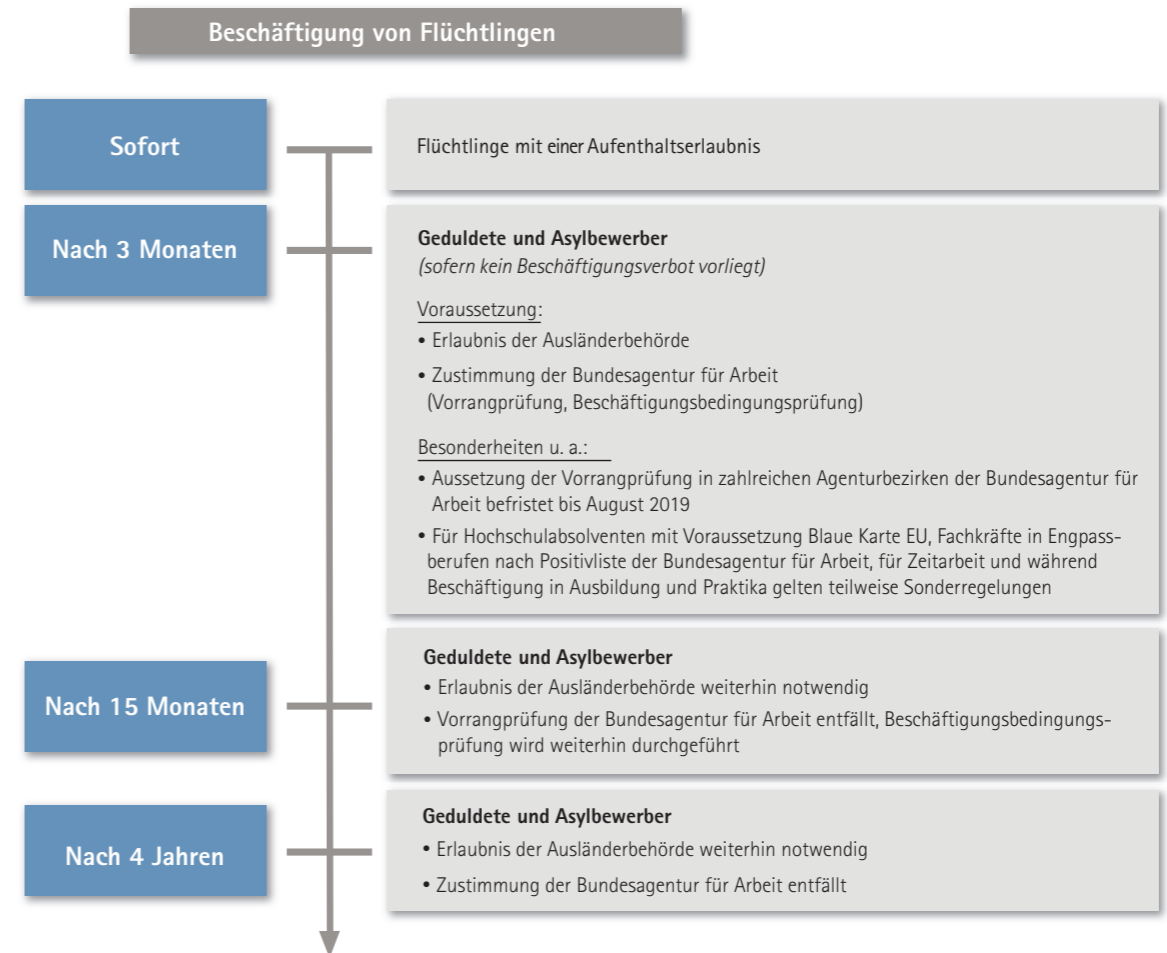 Beschäftigung von Flüchtlingen
Sofort
Flüchtlinge mit einer Aufenthaltserlaubnis
Nach 3 Monaten
Geduldete und Asylbewerber
(sofern kein Beschäftigungsverbot vorliegt)
Voraussetzung:
• Erlaubnis der Ausländerbehörde
• Zustimmung der Bundesagentur für Arbeit
(Vorrangprüfung, Beschäftigungsbedingungsprüfung)
Besonderheiten u. a.:
• Aussetzung der Vorrangprüfung in zahlreichen Agenturbezirken der Bundesagentur für
Arbeit befristet bis August 2019
• Für Hochschulabsolventen mit Voraussetzung Blaue Karte EU, Fachkräfte in Engpass-
berufen nach Positivliste der Bundesagentur für Arbeit, für Zeitarbeit und während
Beschäftigung in Ausbildung und Praktika gelten teilweise Sonderregelungen
Nach 15 Monaten
Geduldete und Asylbewerber
• Erlaubnis der Ausländerbehörde weiterhin notwendig
• Vorrangprüfung der Bundesagentur für Arbeit entfällt, Beschäftigungsbedingungs-
prüfung wird weiterhin durchgeführt
Nach 4 Jahren
Geduldete und Asylbewerber
• Erlaubnis der Ausländerbehörde weiterhin notwendig
• Zustimmung der Bundesagentur für Arbeit entfällt